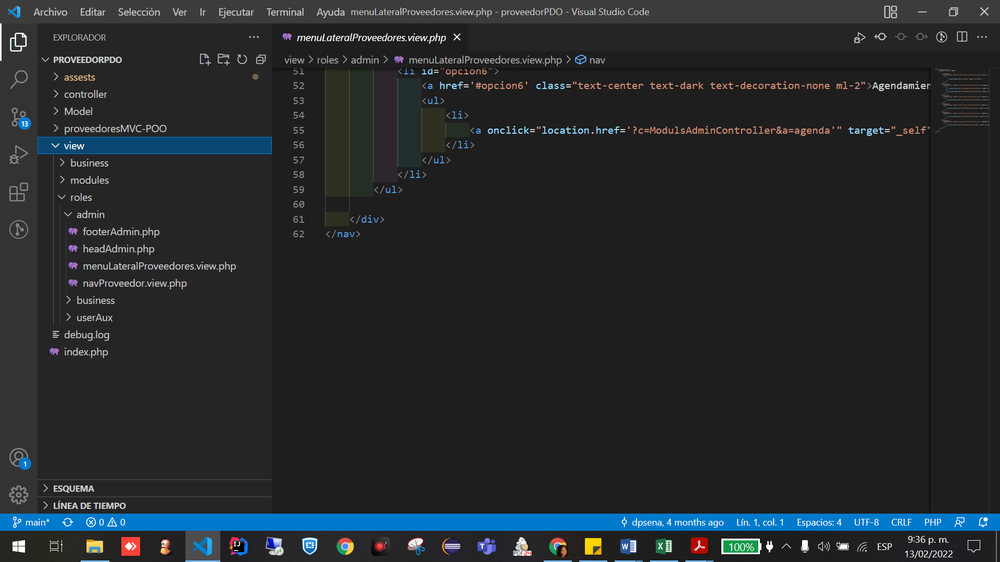 Archivo Editar Selección Ver Ir Ejecutar Terminal Ayuda menuLateralProveedores.view.php - proveedorPDO - Visual Studio Code
EXPLORADOR
PROVEEDORPDO
assests
controller
Model
proveedoresMVC-POO
view
business
modules
roles
admin
footerAdmin.php
headAdmin.php
menuLateralProveedores.view.php
navProveedor.view.php
business
userAux
debug.log
index.php
ESQUEMA
LÍNEA DE TIEMPO
13
1
menuLateralProveedores.view.php
view > roles > admin > menuLateralProveedores.view.php > nav
51 <li id="opcion6">
52 <a href='#opcion6' class="text-center text-dark text-decoration-none ml-2">Agendamien
53 <ul>
54 <li>
55 <a onclick="location.href='?c=ModulsAdminController&a=agenda'" target="_self"
56 </li>
57 </ul>
58 </li>
59 </ul>
60
61 </div>
62 </nav>
main* 0 0 dpsena, 4 months ago Lín. 1, col. 1 Espacios: 4 UTF-8 CRLF PHP
IJ
PDF24
100%
ESP
9:36 p. m.
13/02/2022